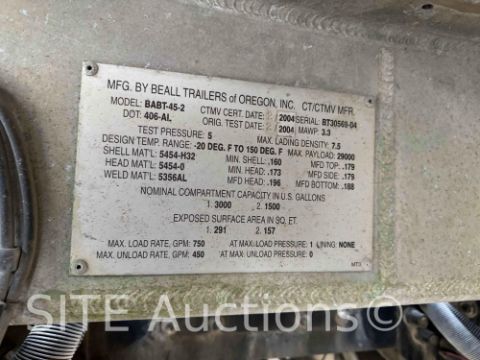 MFG. BY BEALL TRAILERS of OREGON, INC. CT/CTMV MFR.
MODEL: BABT-45-2 CTMV CERT. DATE: 2004 SERIAL: BT30569-04
DOT: 406-AL ORIG. TEST DATE: 2004 MAWP: 3.3
TEST PRESSURE: 5 MAX. LADING DENSITY: 7.5
DESIGN TEMP. RANGE: -20 DEG. F TO 150 DEG. F MAX. PAYLOAD: 29000
SHELL MAT'L: 5454-H32 MIN. SHELL: .160 MFD TOP: .179
HEAD MAT'L: 5454-0 MIN. HEAD: .173 MFD SIDE: .179
WELD MAT'L: 5356AL MFD HEAD: .196 MFD BOTTOM: .188
NOMINAL COMPARTMENT CAPACITY IN U.S. GALLONS
1. 3000 2. 1500
EXPOSED SURFACE AREA IN SQ. ET.
1. 291 2. 157
MAX. LOAD RATE, GPM: 750 AT MAX. LOAD PRESSURE: 1 LINING: NONE
MAX. UNLOAD RATE, GPM: 450 AT MAX. UNLOAD PRESSURE: 0
MT3
SITE Auctions.com